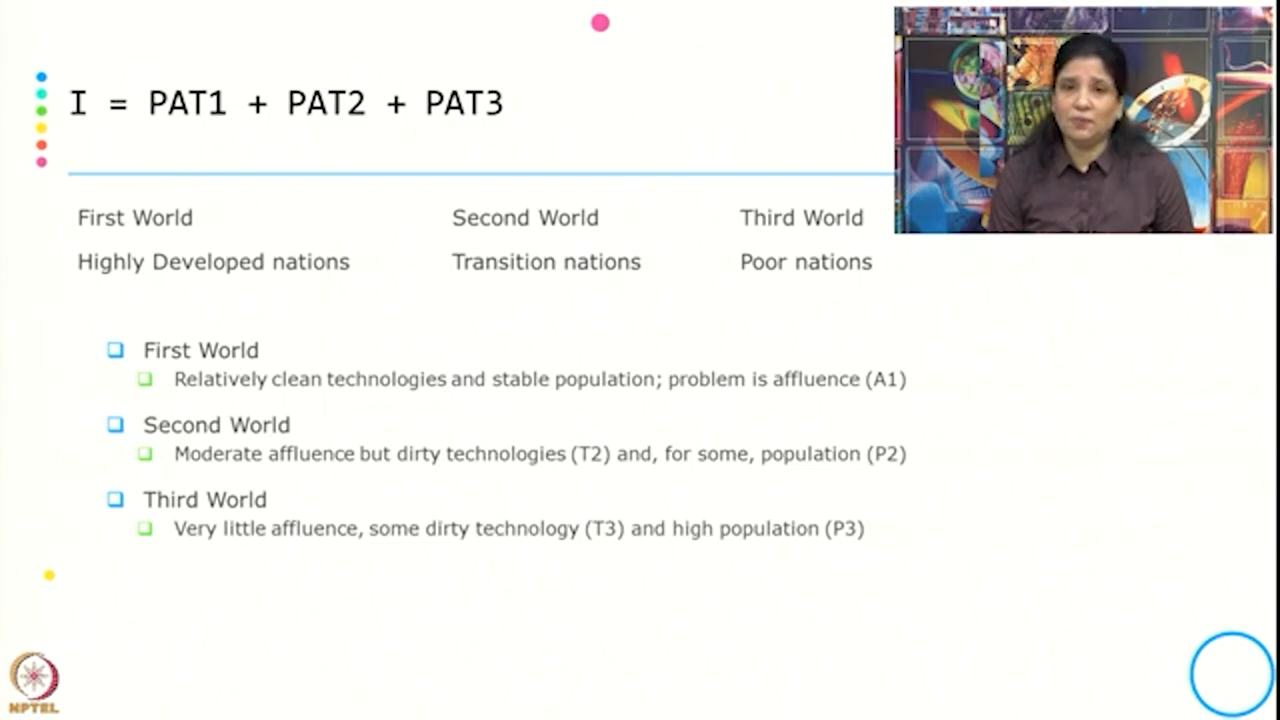 I = PAT1 + PAT2 + PAT3
First World Second World Third World
Highly Developed nations Transition nations Poor nations
First World
Relatively clean technologies and stable population; problem is affluence (A1)
Second World
Moderate affluence but dirty technologies (T2) and, for some, population (P2)
Third World
Very little affluence, some dirty technology (T3) and high population (P3)
NPTEL